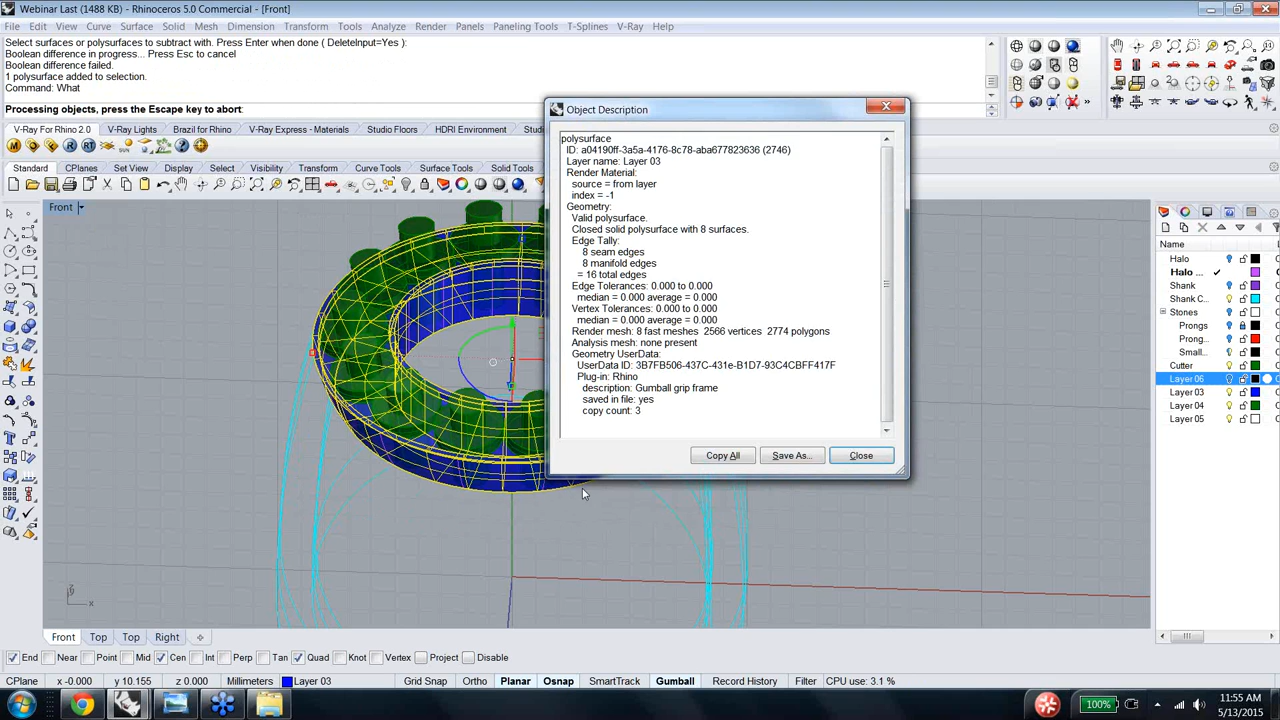 Webinar Last (1488 KB) - Rhinoceros 5.0 Commercial - [Front]
File Edit View Curve Surface Solid Mesh Dimension Transform Tools Analyze Render Panels Paneling Tools T-Splines V-Ray Help
Select surfaces or polysurfaces to subtract with. Press Enter when done ( DeleteInput=Yes ):
Boolean difference in progress... Press Esc to cancel
Boolean difference failed.
1 polysurface added to selection.
Command: What
Processing objects, press the Escape key to abort:
V-Ray For Rhino 2.0 V-Ray Lights Brazil for Rhino V-Ray Express - Materials Studio Floors HDRI Environment
Standard CPlanes Set View Display Select Visibility Transform Curve Tools Surface Tools Solid Tools
Front
Object Description
polysurface
ID: a04190ff-3a5a-4176-8c78-aba677823636 (2746)
Layer name: Layer 03
Render Material:
source = from layer
index = -1
Geometry:
Valid polysurface.
Closed solid polysurface with 8 surfaces.
Edge Tally:
8 seam edges
8 manifold edges
= 16 total edges
Edge Tolerances: 0.000 to 0.000
median = 0.000 average = 0.000
Vertex Tolerances: 0.000 to 0.000
median = 0.000 average = 0.000
Render mesh: 8 fast meshes 2566 vertices 2774 polygons
Analysis mesh: none present
Geometry UserData:
UserData ID: 3B7FB506-437C-431e-B1D7-93C4CBFF417F
Plug-in: Rhino
description: Gumball grip frame
saved in file: yes
copy count: 3
Copy All Save As... Close
Name
Halo
Halo ...
Shank
Shank C...
Stones
Prongs
Prong...
Small...
Cutter
Layer 06
Layer 03
Layer 04
Layer 05
x
Front Top Top Right
End Near Point Mid Cen Int Perp Tan Quad Knot Vertex Project Disable
CPlane x -0.000 y 10.155 z 0.000 Millimeters Layer 03 Grid Snap Ortho Planar Osnap SmartTrack Gumball Record History Filter CPU use: 3.1 %
100%
11:55 AM
5/13/2015